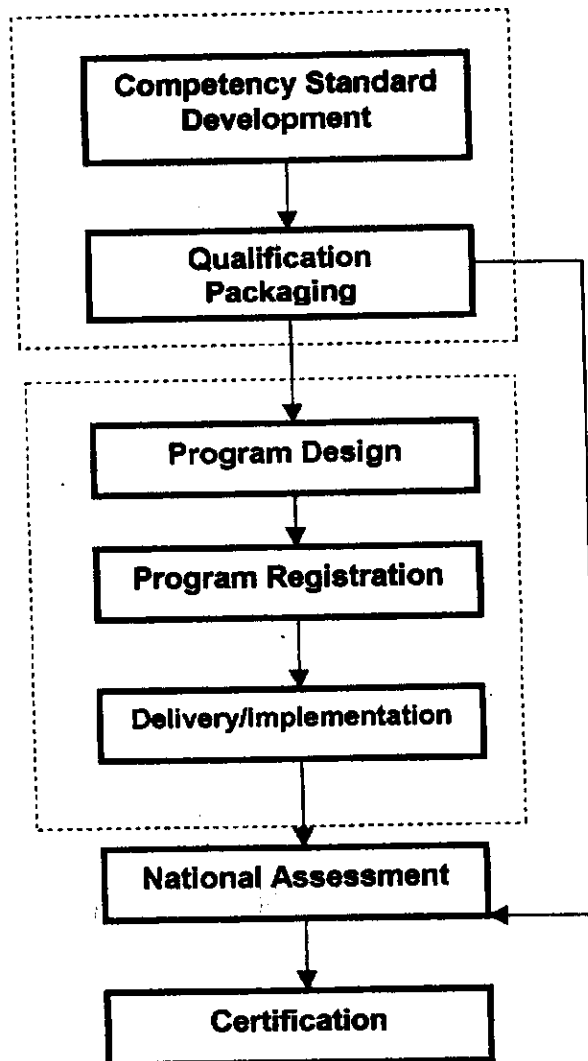 Competency Standard
Development
Qualification
Packaging
Program Design
Program Registration
Delivery/implementation
National Assessment
Certification